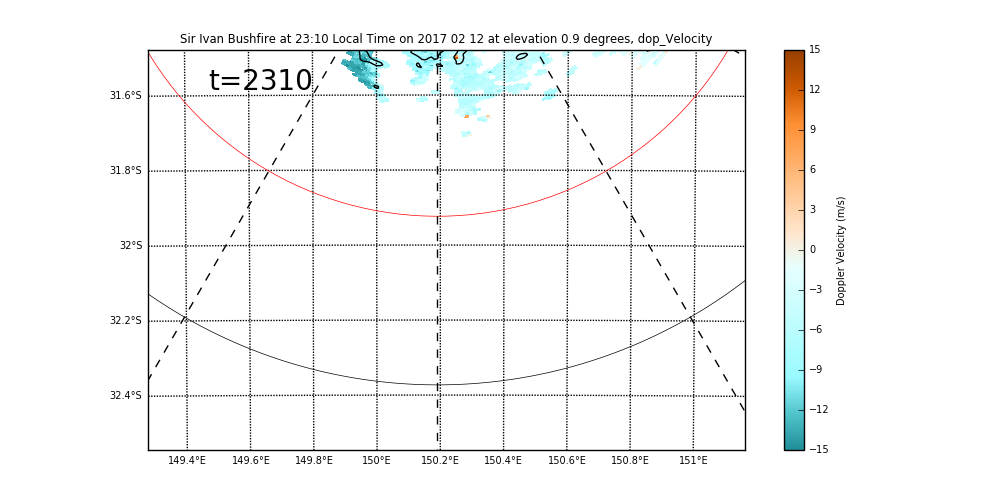 Sir Ivan Bushfire at 23:10 Local Time on 2017 02 12 at elevation 0.9 degrees, dop_Velocity
t=2310
31.6°S
31.8°S
32°S
32.2°S
32.4°S
149.4°E 149.6°E 149.8°E 150°E 150.2°E 150.4°E 150.6°E 150.8°E 151°E
15
12
9
6
3
0
−3
−6
−9
−12
−15
Doppler Velocity (m/s)